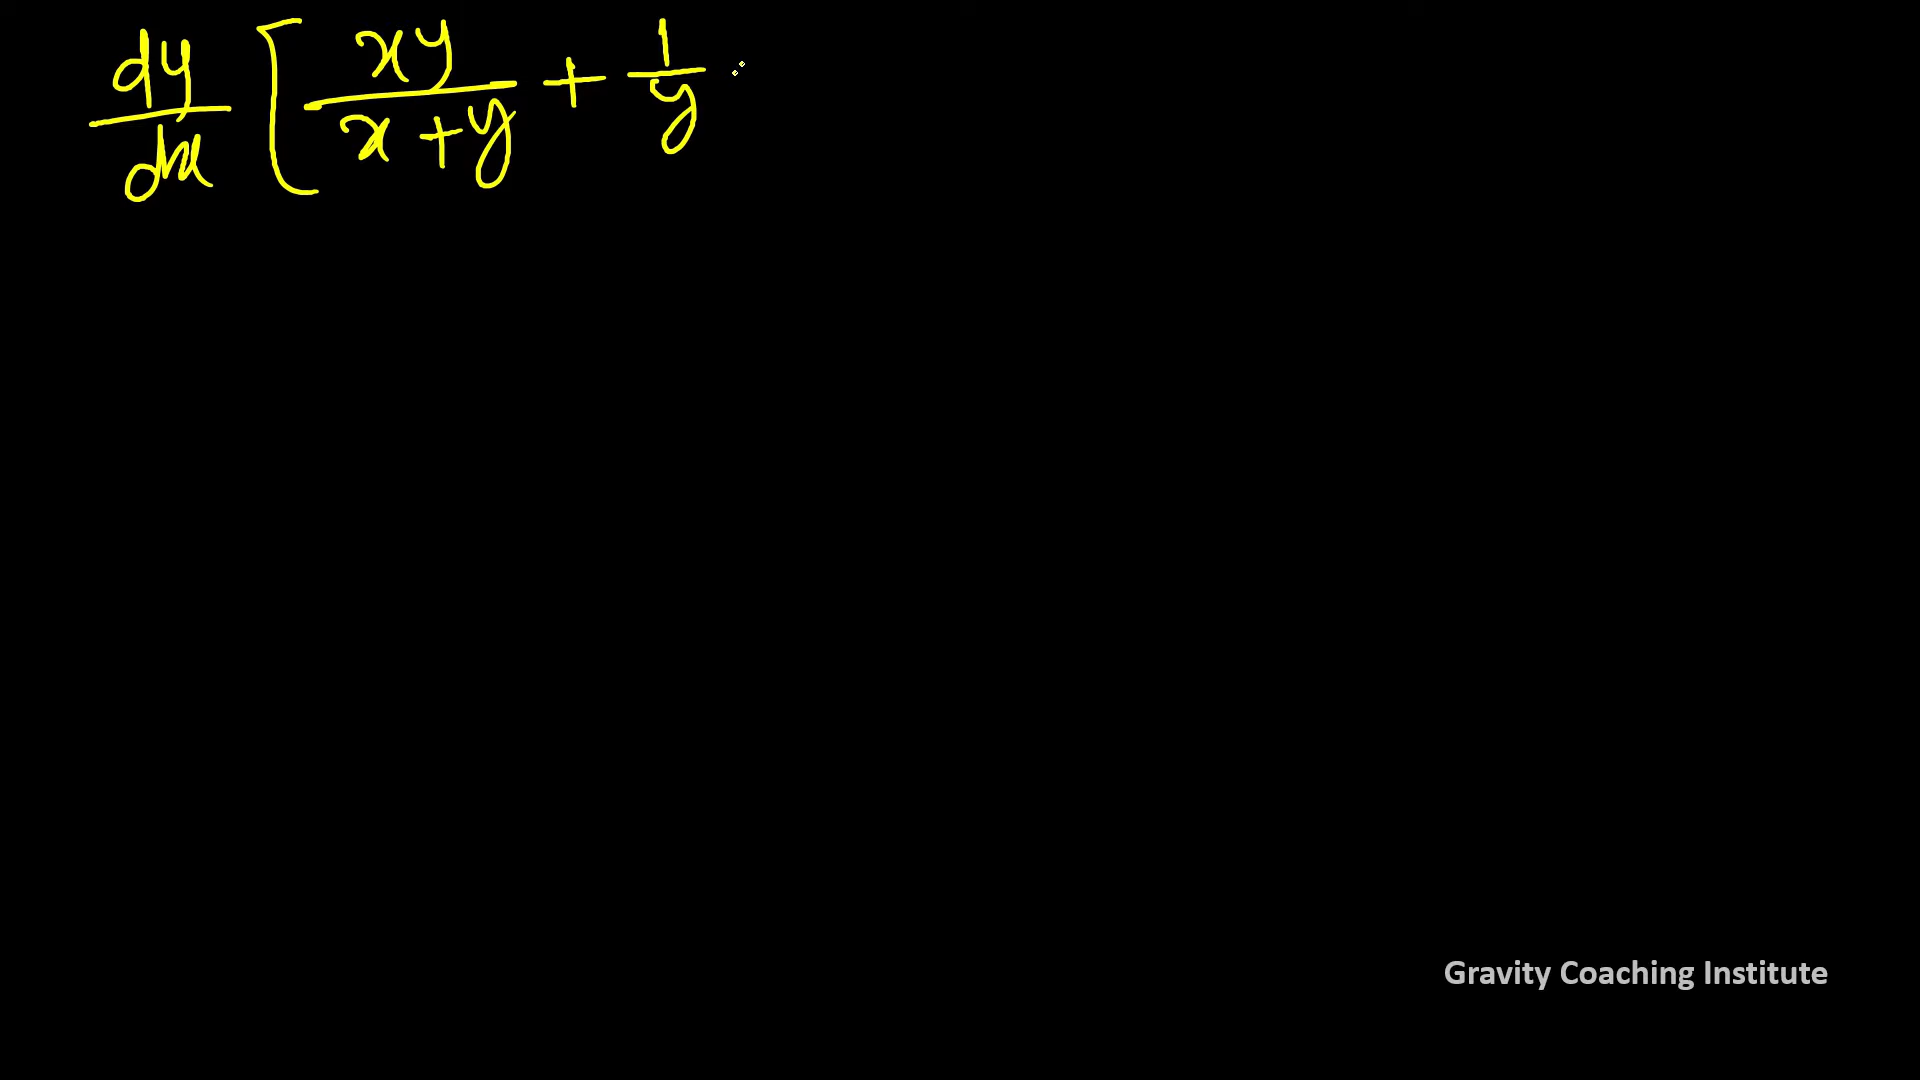 dy/dx [ xy/(x+y) + 1/y
Gravity Coaching Institute